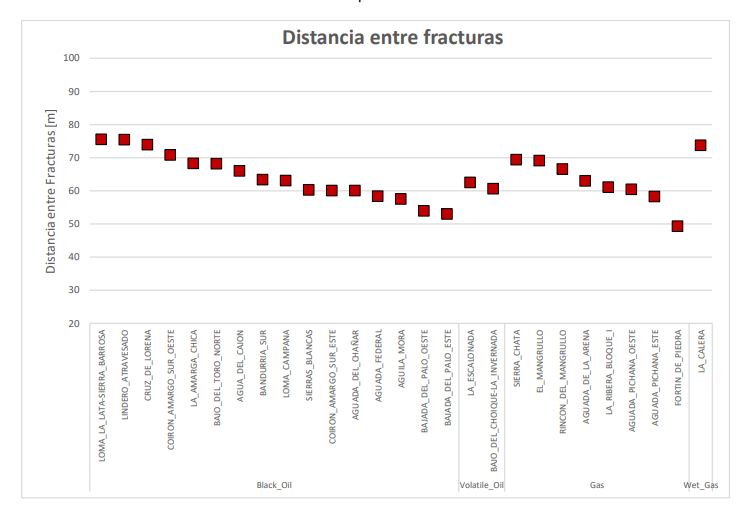 Distancia entre fracturas
Distancia entre Fracturas [m]
100
90
80
70
60
50
40
30
20
LOMA_LA_LATA-SIERRA_BARROSA
LINDERO_ATRAVESADO
CRUZ_DE_LORENA
COIRON_AMARGO_SUR_OESTE
LA_AMARGA_CHICA
BAJO_DEL_TORO_NORTE
AGUA_DEL_CAJON
BANDURRIA_SUR
LOMA_CAMPANA
SIERRAS_BLANCAS
COIRON_AMARGO_SUR_ESTE
AGUADA_DEL_CHAÑAR
AGUADA_FEDERAL
AGUILA_MORA
BAJADA_DEL_PALO_OESTE
BAJADA_DEL_PALO_ESTE
LA_ESCALONADA
BAJO_DEL_CHOIQUE-LA_INVERNADA
SIERRA_CHATA
EL_MANGRULLO
RINCON_DEL_MANGRULLO
AGUADA_DE_LA_ARENA
LA_RIBERA_BLOQUE_I
AGUADA_PICHANA_OESTE
AGUADA_PICHANA_ESTE
FORTIN_DE_PIEDRA
LA_CALERA
Black_Oil
Volatile_Oil
Gas
Wet_Gas